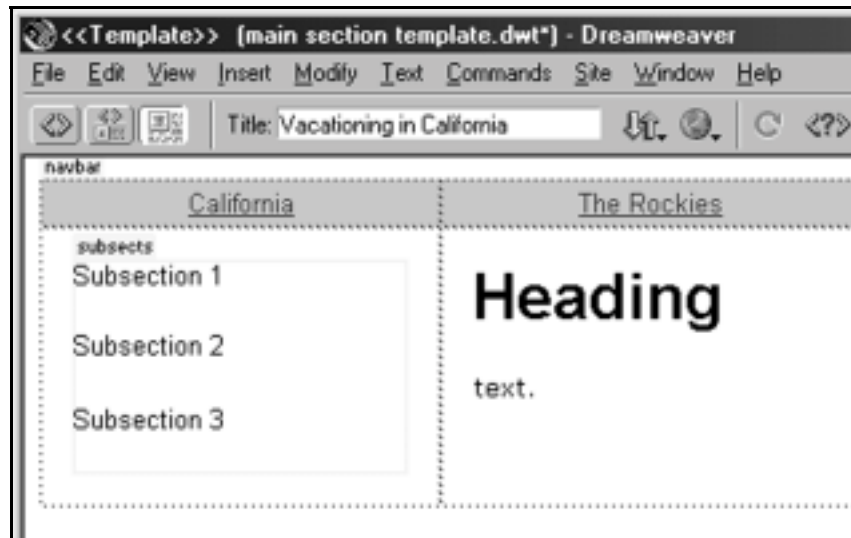 <<Template>> (main section template.dwt*) - Dreamweaver
File Edit View Insert Modify Text Commands Site Window Help
Title: Vacationing in California
navbar
California The Rockies
subsects
Subsection 1
Heading
Subsection 2
text.
Subsection 3